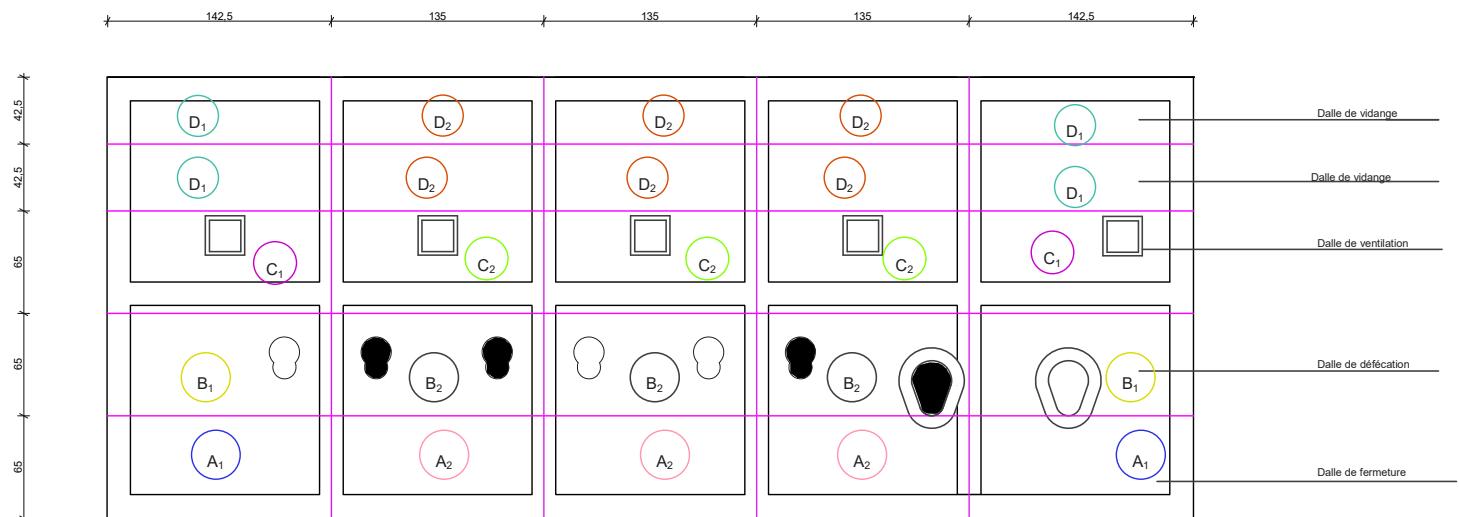 142,5 135 135 135 142,5
42,5
D1 D2 D2 D2 D1 Dalle de vidange
42,5
D1 D2 D2 D2 D1 Dalle de vidange
65
C1 C2 C2 C2 C1 Dalle de ventilation
65
B1 B2 B2 B2 B1 Dalle de défécation
65
A1 A2 A2 A2 A1 Dalle de fermeture